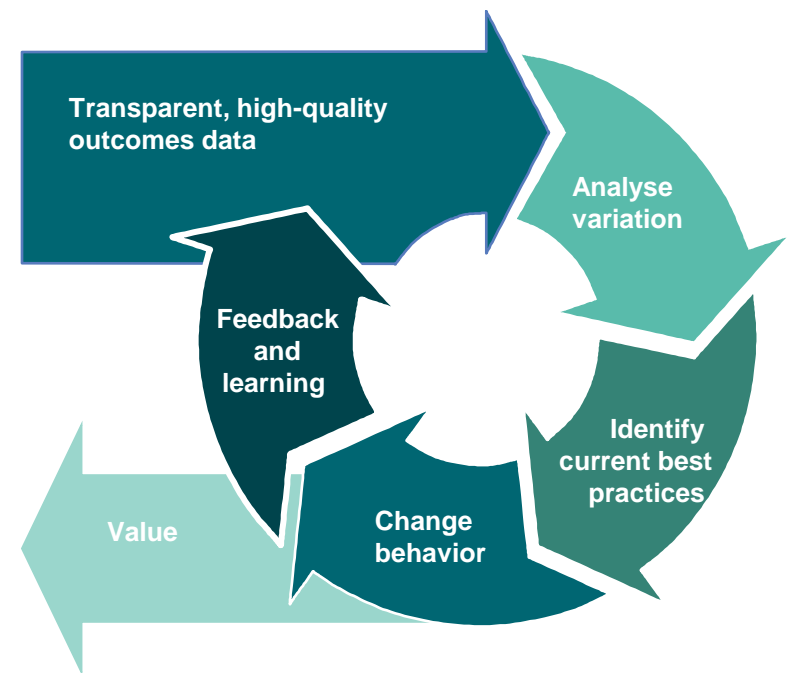 Transparent, high-quality
outcomes data
Analyse
variation
Identify
current best
practices
Change
behavior
Feedback
and
learning
Value